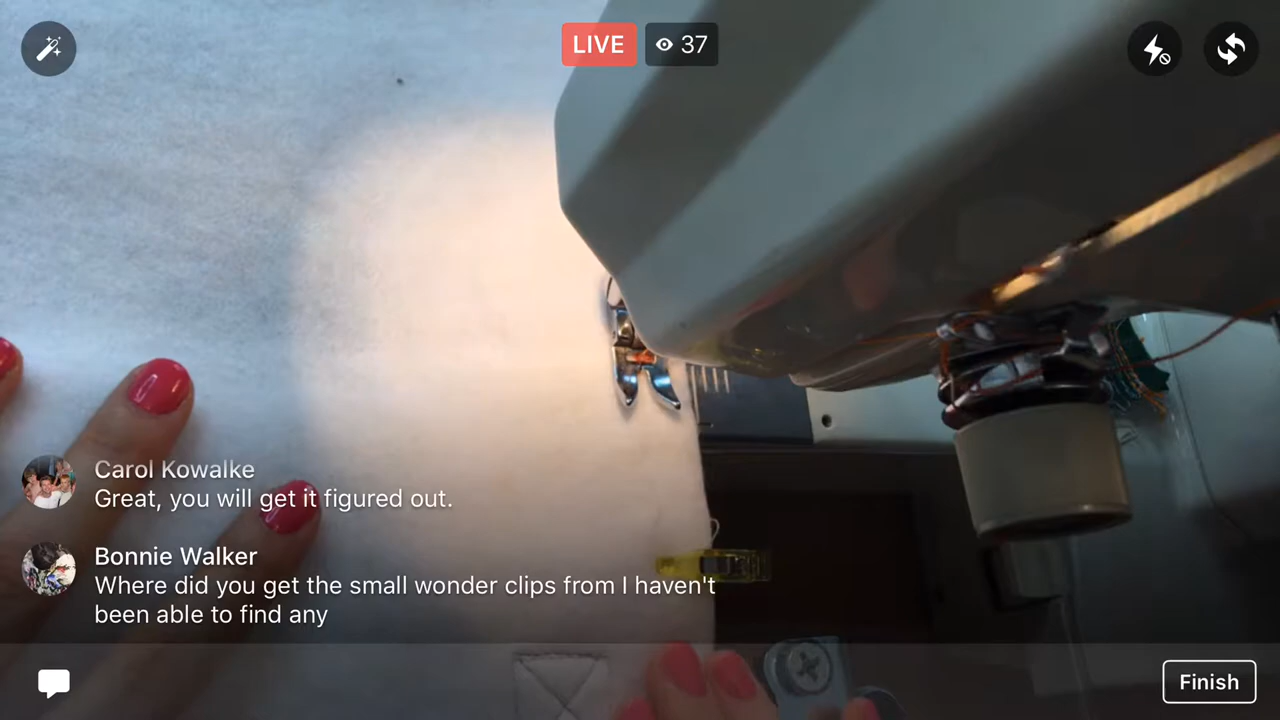 LIVE
37
Carol Kowalke
Great, you will get it figured out.
Bonnie Walker
Where did you get the small wonder clips from I haven't
been able to find any
Finish